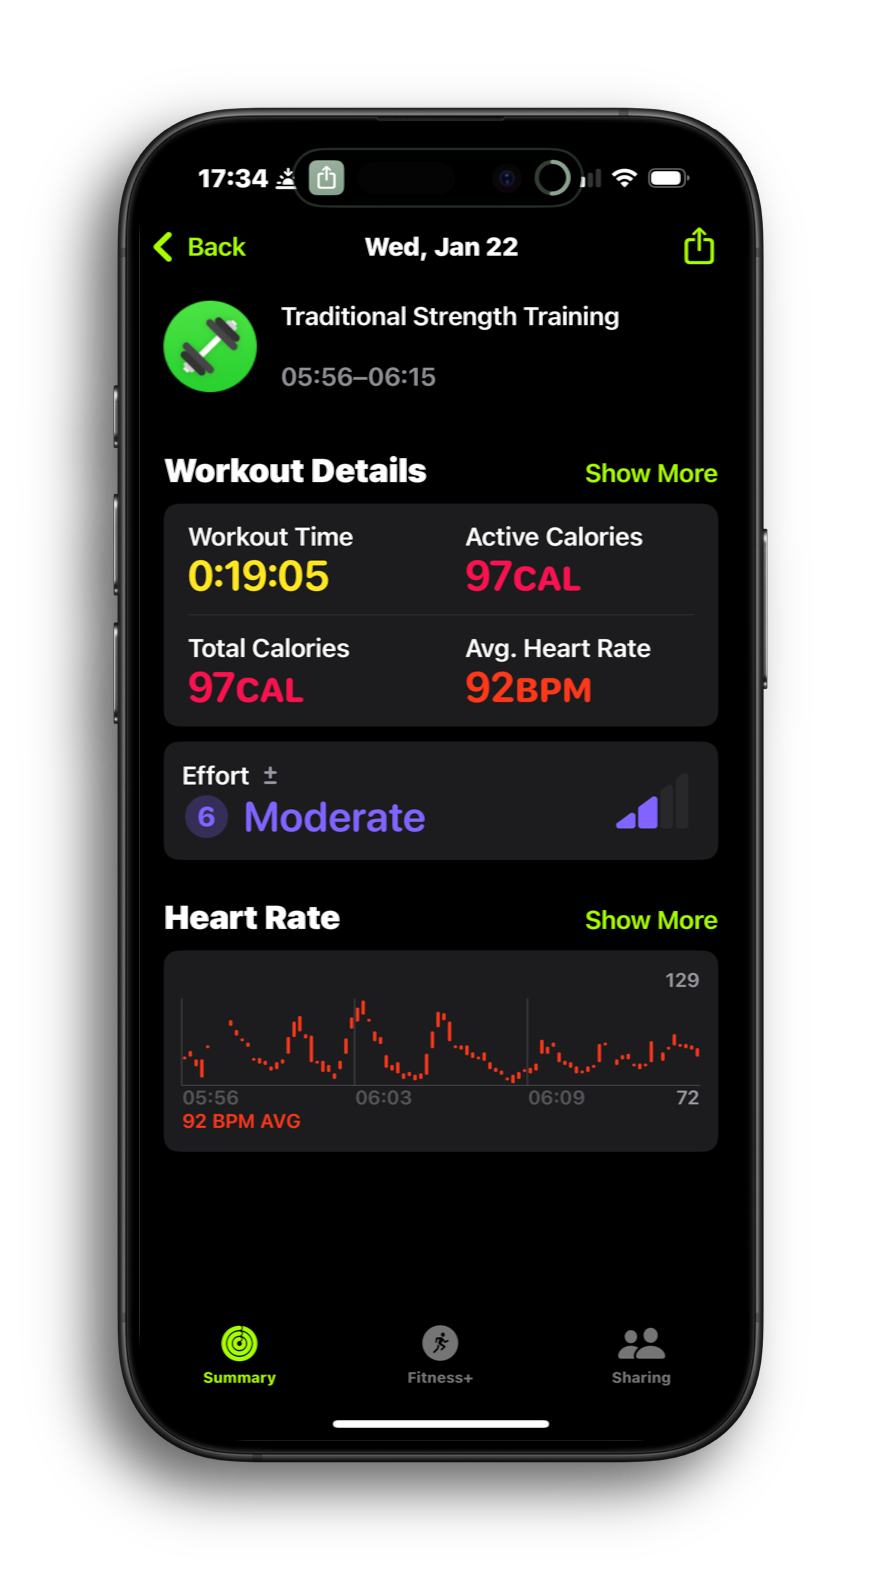 17:34
Back
Wed, Jan 22
Traditional Strength Training
05:56–06:15
Workout Details
Show More
Workout Time
Active Calories
0:19:05
97CAL
Total Calories
Avg. Heart Rate
97CAL
92BPM
Effort ±
6 Moderate
Heart Rate
Show More
129
05:56
06:03
06:09
72
92 BPM AVG
Summary
Fitness+
Sharing